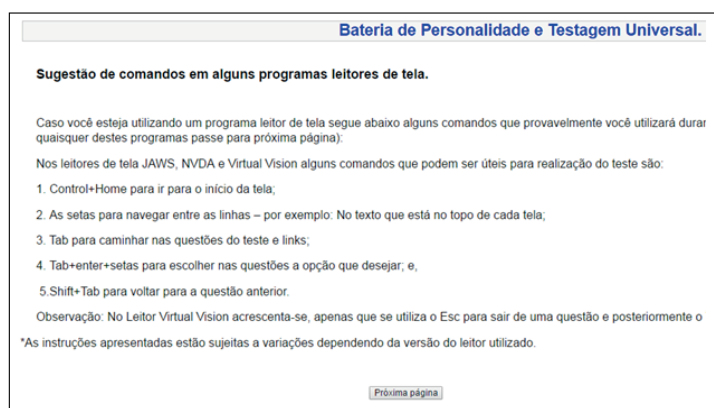 Bateria de Personalidade e Testagem Universal.
Sugestão de comandos em alguns programas leitores de tela.
Caso você esteja utilizando um programa leitor de tela segue abaixo alguns comandos que provavelmente você utilizará
quaisquer destes programas passe para próxima página):
Nos leitores de tela JAWS, NVDA e Virtual Vision alguns comandos que podem ser úteis para realização do teste são:
1. Control+Home para ir para o início da tela;
2. As setas para navegar entre as linhas – por exemplo: No texto que está no topo de cada tela;
3. Tab para caminhar nas questões do teste e links;
4. Tab+enter+setas para escolher nas questões a opção que desejar; e,
5.Shift+Tab para voltar para a questão anterior.
Observação: No Leitor Virtual Vision acrescenta-se, apenas que se utiliza o Esc para sair de uma questão e posteriormente o
*As instruções apresentadas estão sujeitas a variações dependendo da versão do leitor utilizado.
Próxima página